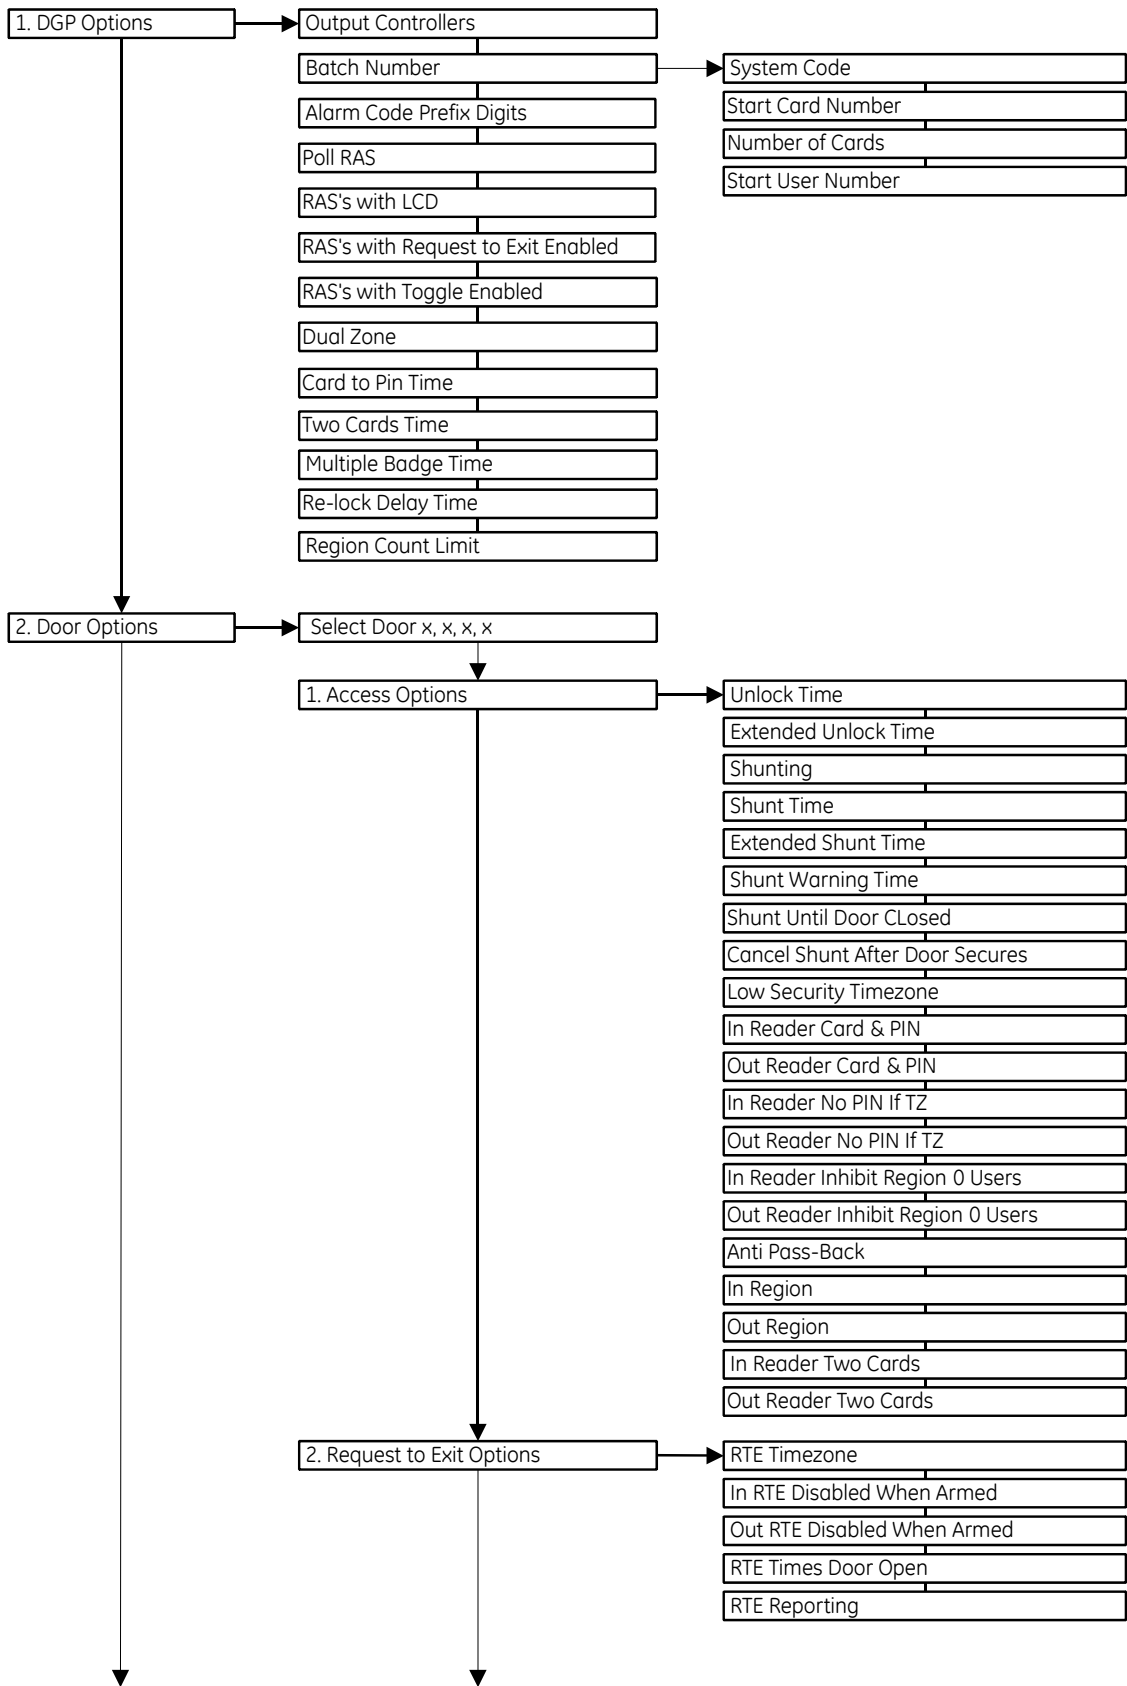 1. DGP Options
Output Controllers
Batch Number
System Code
Start Card Number
Number of Cards
Start User Number
Alarm Code Prefix Digits
Poll RAS
RAS's with LCD
RAS's with Request to Exit Enabled
RAS's with Toggle Enabled
Dual Zone
Card to Pin Time
Two Cards Time
Multiple Badge Time
Re-lock Delay Time
Region Count Limit
2. Door Options
Select Door x, x, x, x
1. Access Options
Unlock Time
Extended Unlock Time
Shunting
Shunt Time
Extended Shunt Time
Shunt Warning Time
Shunt Until Door CLosed
Cancel Shunt After Door Secures
Low Security Timezone
In Reader Card & PIN
Out Reader Card & PIN
In Reader No PIN If TZ
Out Reader No PIN If TZ
In Reader Inhibit Region 0 Users
Out Reader Inhibit Region 0 Users
Anti Pass-Back
In Region
Out Region
In Reader Two Cards
Out Reader Two Cards
2. Request to Exit Options
RTE Timezone
In RTE Disabled When Armed
Out RTE Disabled When Armed
RTE Times Door Open
RTE Reporting